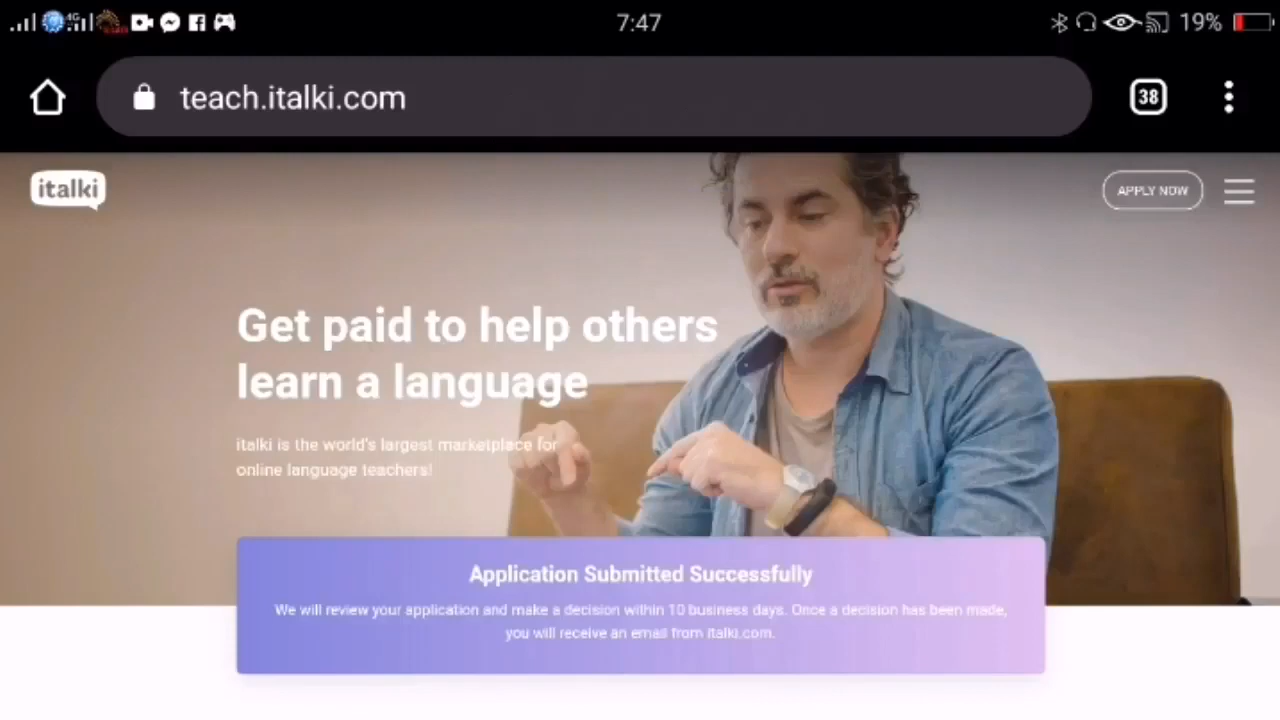 4G
7:47
19%
teach.italki.com
38
italki
APPLY NOW
Get paid to help others
learn a language
italki is the world's largest marketplace for
online language teachers!
Application Submitted Successfully
We will review your application and make a decision within 10 business days. Once a decision has been made,
you will receive an email from italki.com.